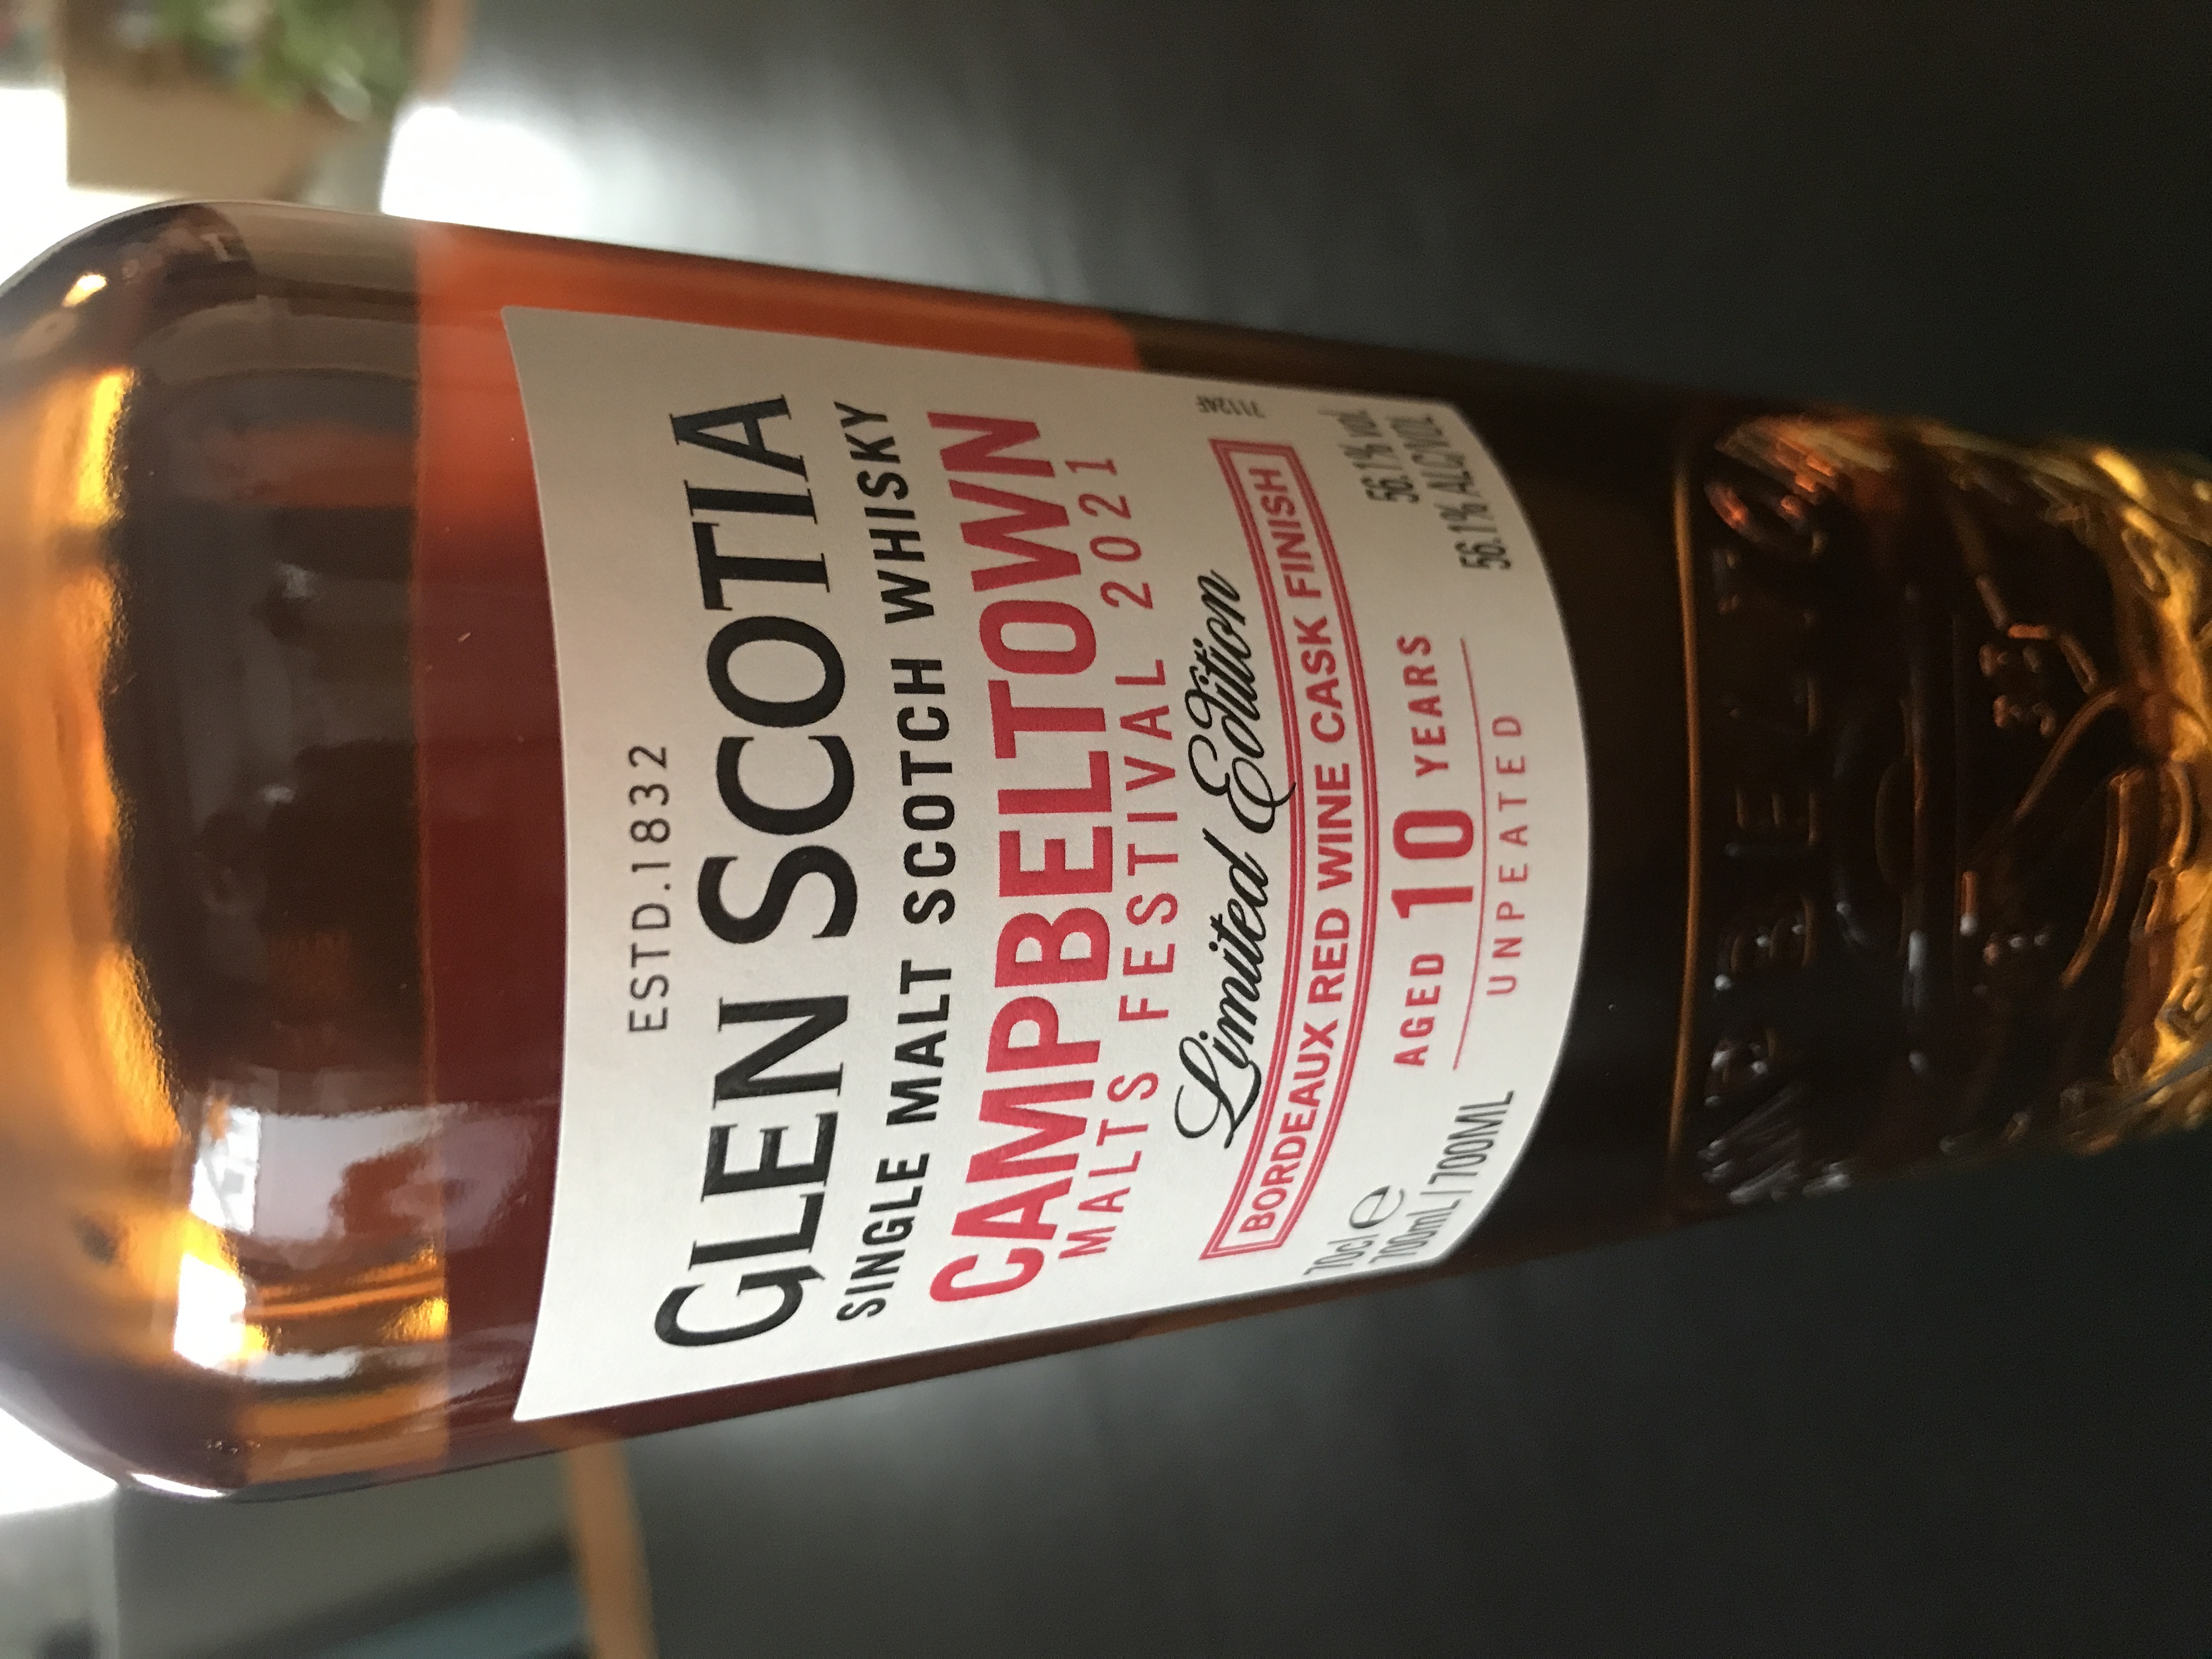 ESTD.1832
GLEN SCOTIA
SINGLE MALT SCOTCH WHISKY
CAMPBELTOWN
MALTS FESTIVAL 2021
Limited Edition
BORDEAUX RED WINE CASK FINISH
AGED 10 YEARS
UNPEATED
70cl e
700mL / 700ML
56.1% vol
56.1% ALC/VOL